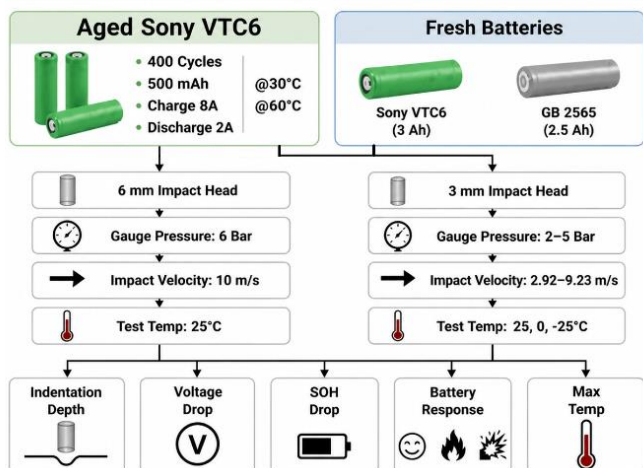 Aged Sony VTC6
• 400 Cycles
• 500 mAh
• Charge 8A
• Discharge 2A
@30°C
@60°C
Fresh Batteries
Sony VTC6
(3 Ah)
GB 2565
(2.5 Ah)
6 mm Impact Head
Gauge Pressure: 6 Bar
Impact Velocity: 10 m/s
Test Temp: 25°C
3 mm Impact Head
Gauge Pressure: 2–5 Bar
Impact Velocity: 2.92–9.23 m/s
Test Temp: 25, 0, -25°C
Indentation
Depth
Voltage
Drop
V
SOH
Drop
Battery
Response
Max
Temp